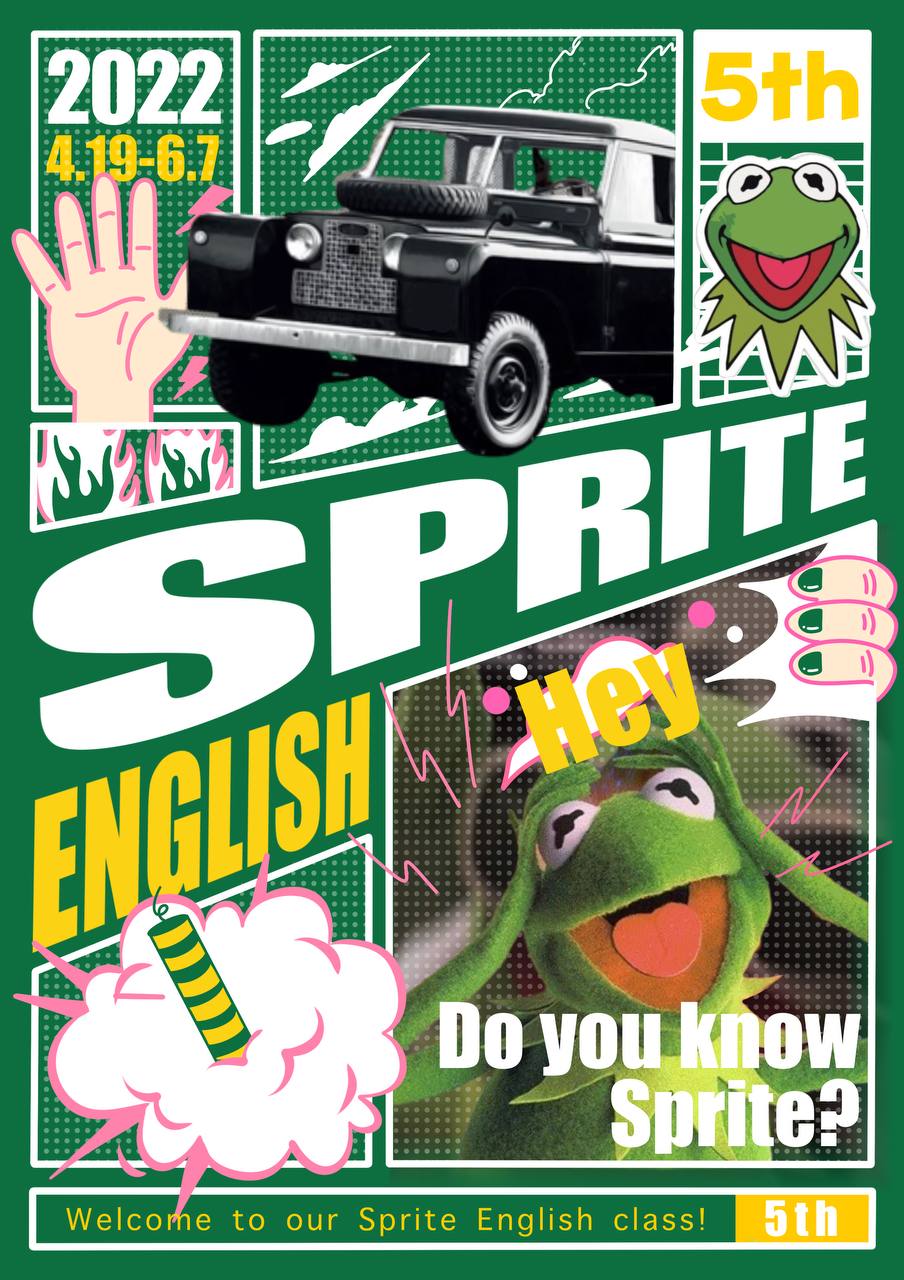 2022
4.19-6.7
5th
SPRITE
ENGLISH
Hey
Do you know
Sprite?
Welcome to our Sprite English class!
5th